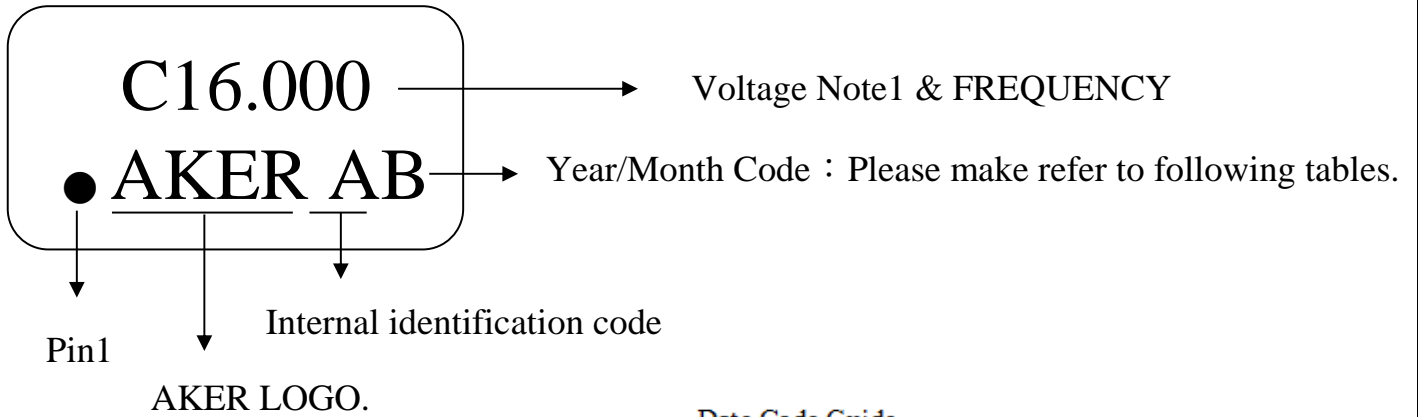 C16.000
Voltage Note1 & FREQUENCY
AKER AB
Year/Month Code：Please make refer to following tables.
Internal identification code
Pin1
AKER LOGO.
Date Code Guide